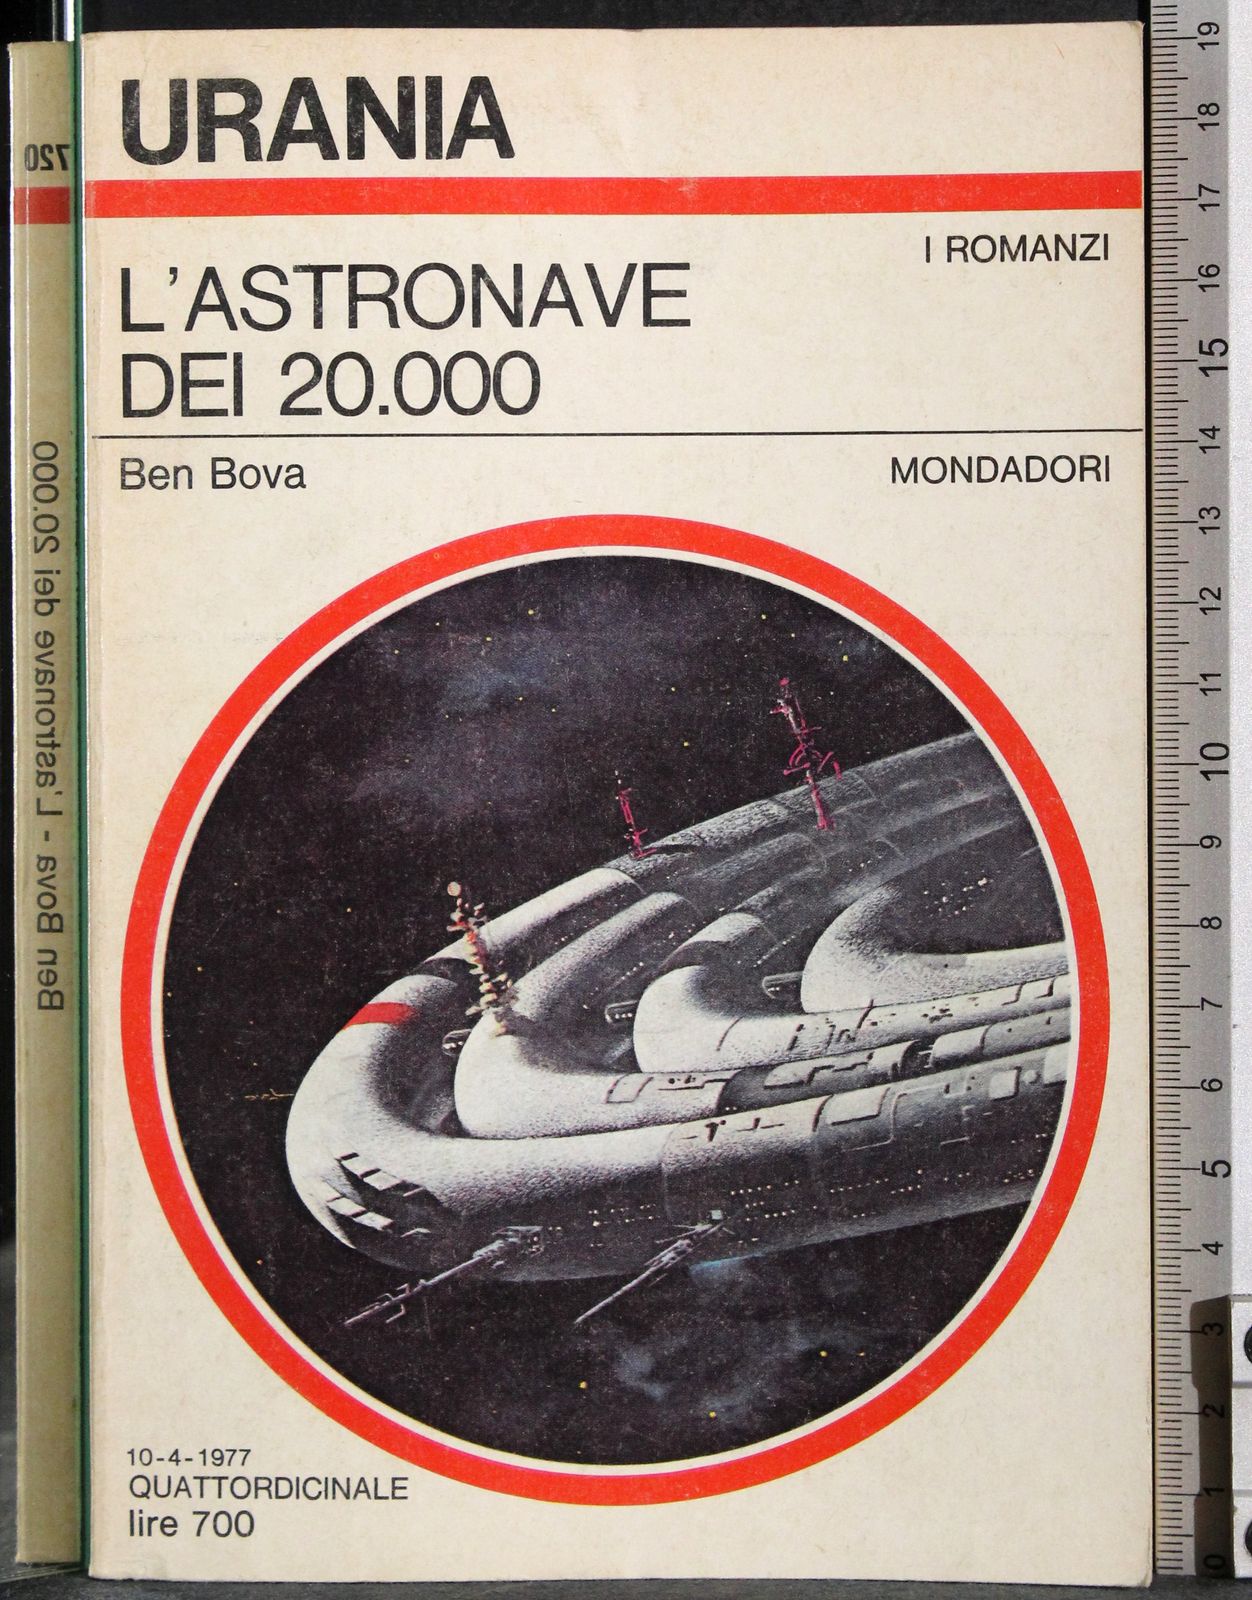 URANIA
I ROMANZI
L'ASTRONAVE
DEI 20.000
Ben Bova
MONDADORI
10-4-1977
QUATTORDICINALE
lire 700
720
Ben Bova - L'astronave dei 20.000
19
18
17
16
15
14
13
12
11
10
9
8
7
6
5
4
3
2
1
0